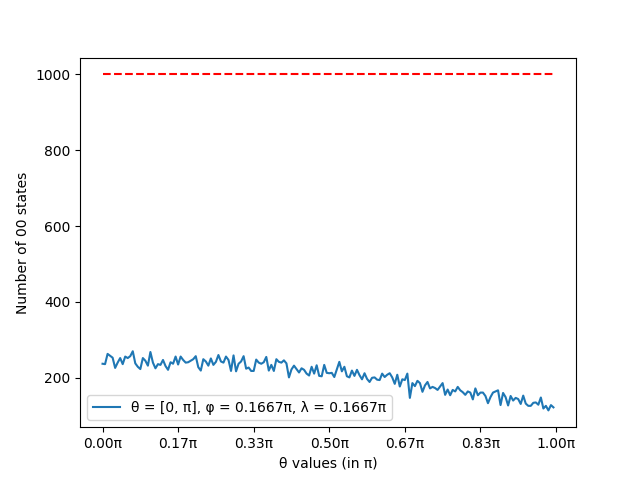 1000
800
600
400
200
Number of 00 states
θ = [0, π], φ = 0.1667π, λ = 0.1667π
0.00π 0.17π 0.33π 0.50π 0.67π 0.83π 1.00π
θ values (in π)